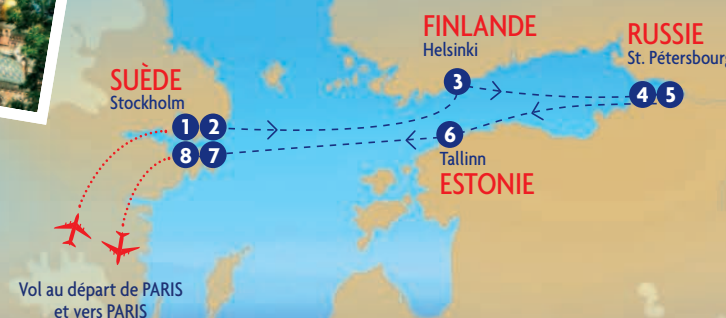 FINLANDE
Helsinki
RUSSIE
St. Pétersbourg
SUÈDE
Stockholm
3
4 5
1 2
6
8 7
Tallinn
ESTONIE
Vol au départ de PARIS
et vers PARIS